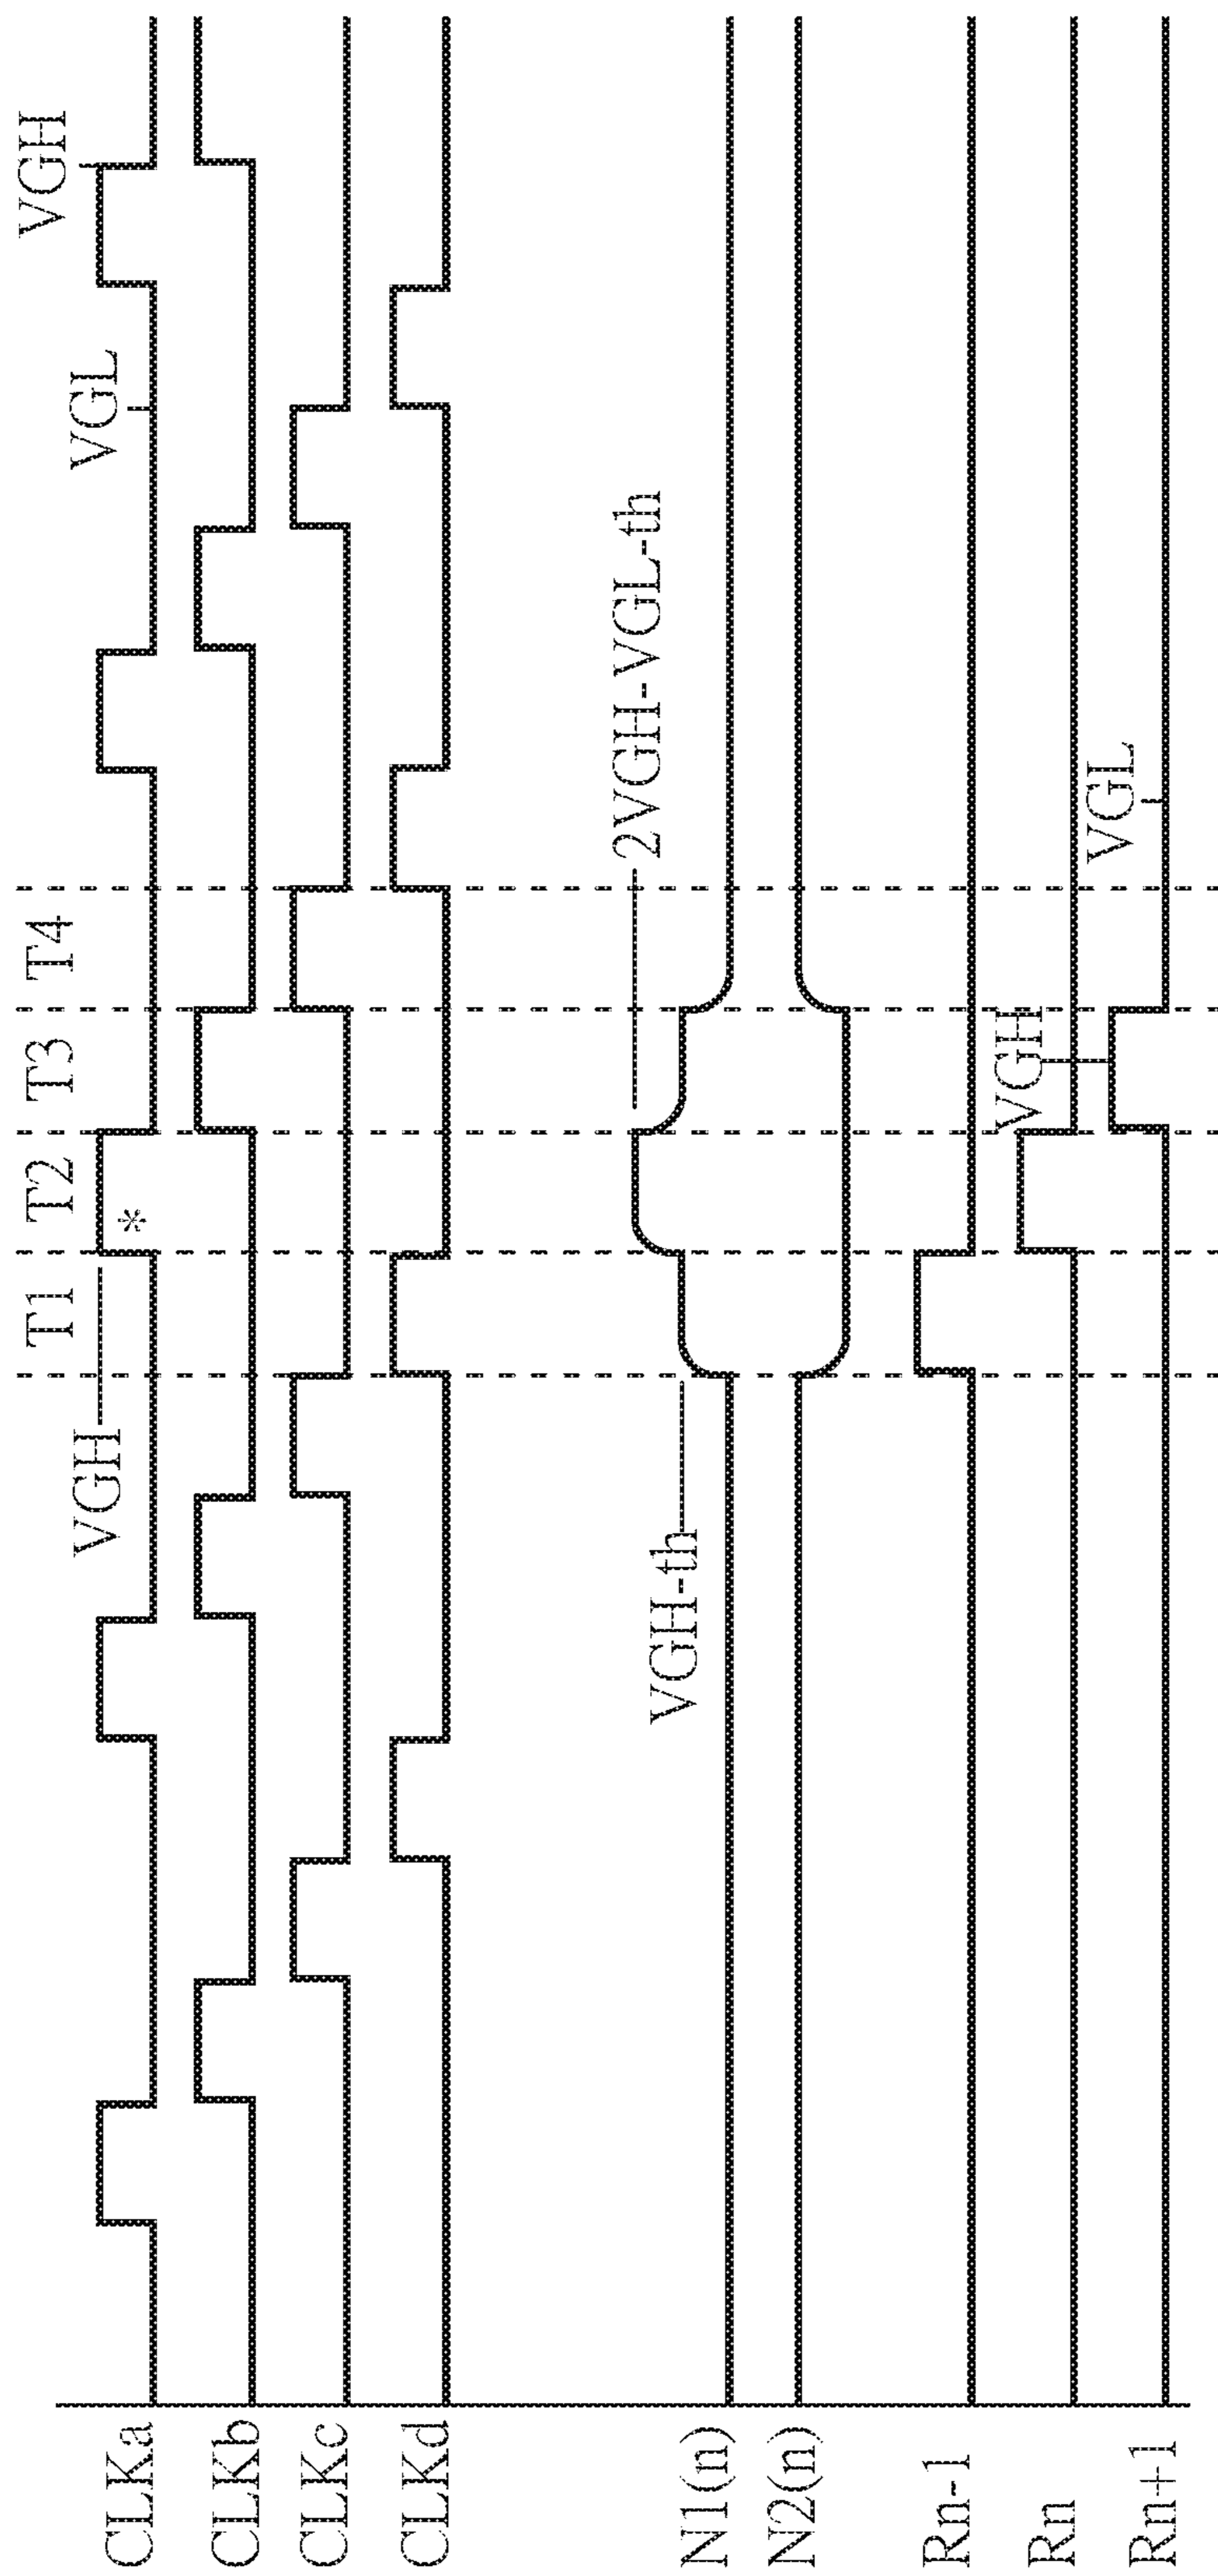 VGH
T1
T2
T3
T4
VGL
VGH
CLKa
*
CLKb
CLKc
CLKd
2VGH-VGL-th
VGH-th
N1(n)
N2(n)
Rn-1
VGH
Rn
VGL
Rn+1